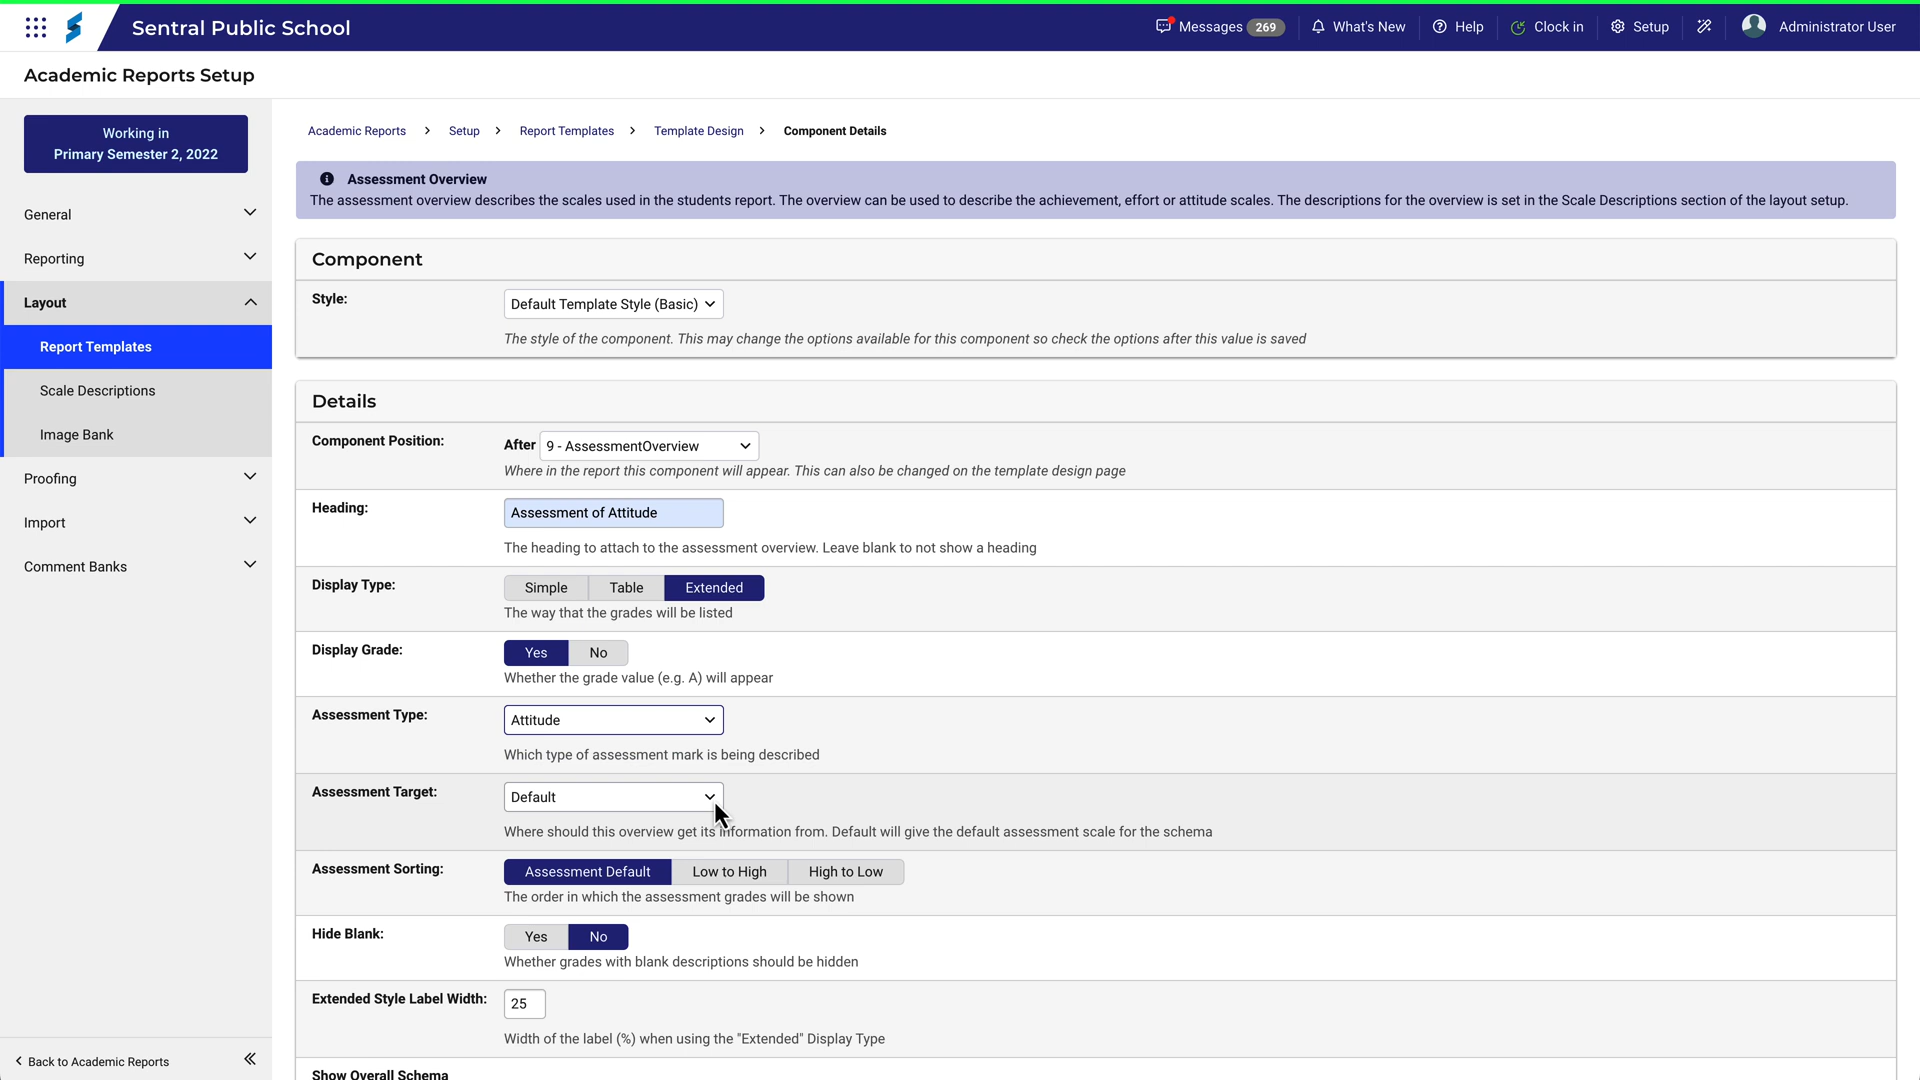 Sentral Public School
Messages 269
What's New
Help
Clock in
Setup
Administrator User
Academic Reports Setup
Working in
Primary Semester 2, 2022
General
Reporting
Layout
Report Templates
Scale Descriptions
Image Bank
Proofing
Import
Comment Banks
Back to Academic Reports
Academic Reports > Setup > Report Templates > Template Design > Component Details
Assessment Overview
The assessment overview describes the scales used in the students report. The overview can be used to describe the achievement, effort or attitude scales. The descriptions for the overview is set in the Scale Descriptions section of the layout setup.
Component
Style:
Default Template Style (Basic)
The style of the component. This may change the options available for this component so check the options after this value is saved
Details
Component Position:
After 9 - AssessmentOverview
Where in the report this component will appear. This can also be changed on the template design page
Heading:
Assessment of Attitude
The heading to attach to the assessment overview. Leave blank to not show a heading
Display Type:
Simple Table Extended
The way that the grades will be listed
Display Grade:
Yes No
Whether the grade value (e.g. A) will appear
Assessment Type:
Attitude
Which type of assessment mark is being described
Assessment Target:
Default
Where should this overview get its information from. Default will give the default assessment scale for the schema
Assessment Sorting:
Assessment Default Low to High High to Low
The order in which the assessment grades will be shown
Hide Blank:
Yes No
Whether grades with blank descriptions should be hidden
Extended Style Label Width:
25
Width of the label (%) when using the "Extended" Display Type
Show Overall Schema